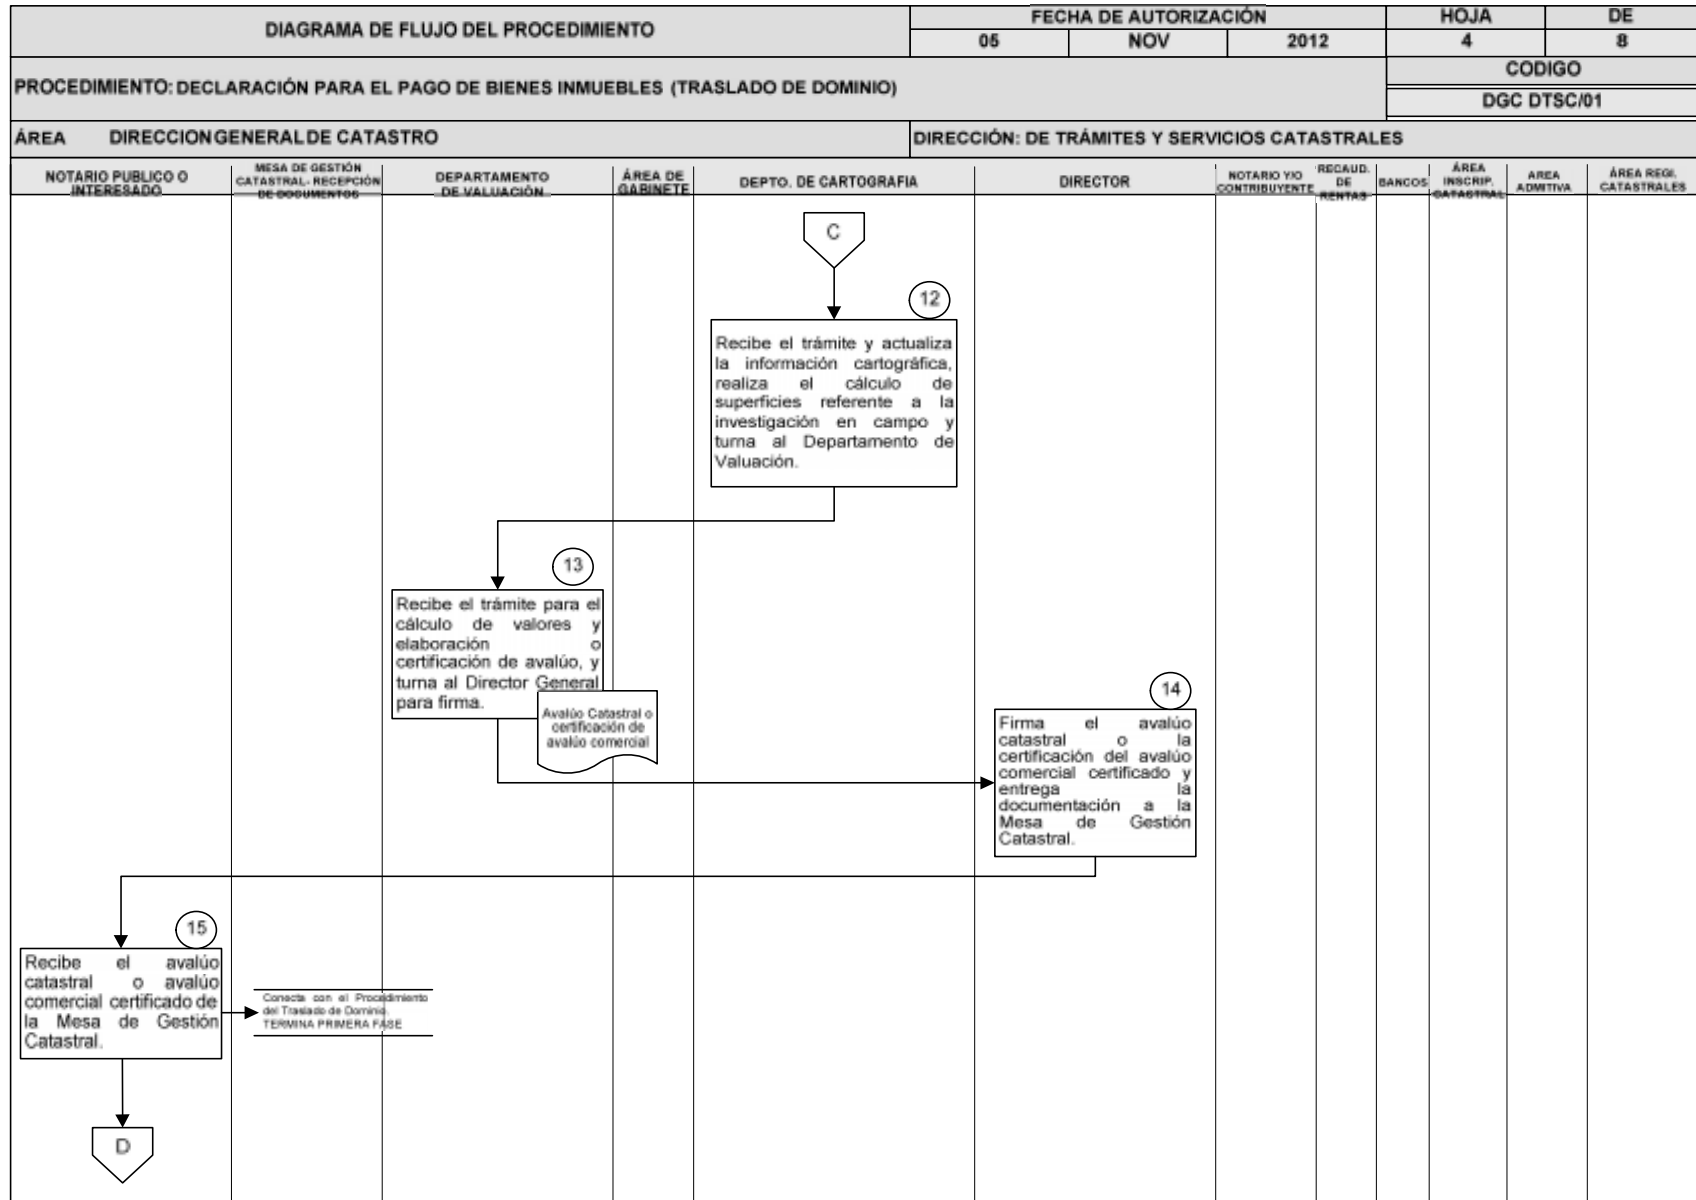 DIAGRAMA DE FLUJO DEL PROCEDIMIENTO
FECHA DE AUTORIZACIÓN
HOJA
DE
05
NOV
2012
4
8
PROCEDIMIENTO: DECLARACIÓN PARA EL PAGO DE BIENES INMUEBLES (TRASLADO DE DOMINIO)
CODIGO
DGC DTSC/01
ÁREA DIRECCION GENERAL DE CATASTRO
DIRECCIÓN: DE TRÁMITES Y SERVICIOS CATASTRALES
NOTARIO PUBLICO O
INTERESADO
MESA DE GESTIÓN
CATASTRAL- RECEPCIÓN
DE DOCUMENTOS
DEPARTAMENTO
DE VALUACIÓN
ÁREA DE
GABINETE
DEPTO. DE CARTOGRAFIA
DIRECTOR
NOTARIO Y/O
CONTRIBUYENTE
RECAUD.
DE
RENTAS
BANCOS
ÁREA
INSCRIP.
CATASTRAL
AREA
ADMITIVA
ÁREA REGI.
CATASTRALES
C
12
Recibe el trámite y actualiza
la información cartográfica,
realiza el cálculo de
superficies referente a la
investigación en campo y
turna al Departamento de
Valuación.
13
Recibe el trámite para el
cálculo de valores y
elaboración o
certificación de avalúo, y
turna al Director General
para firma.
Avalúo Catastral o
certificación de
avalúo comercial
14
Firma el avalúo
catastral o la
certificación del avalúo
comercial certificado y
entrega la
documentación a la
Mesa de Gestión
Catastral.
15
Recibe el avalúo
catastral o avalúo
comercial certificado de
la Mesa de Gestión
Catastral.
Conecta con el Procedimiento
del Traslado de Dominio.
TERMINA PRIMERA FASE
D